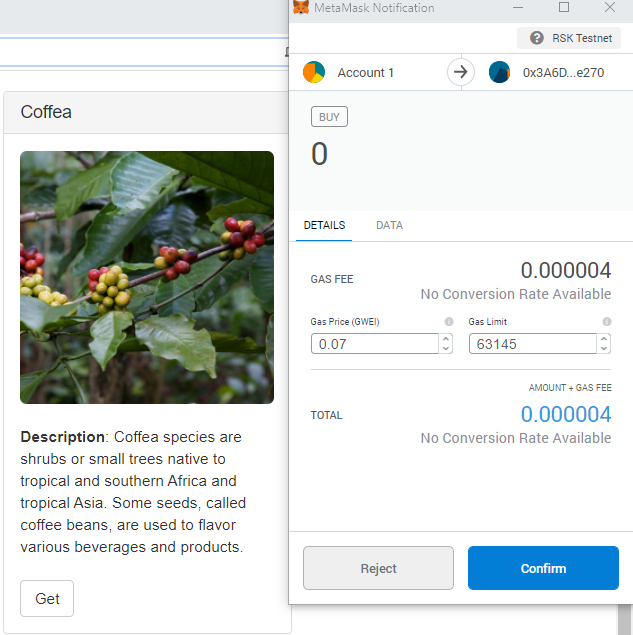 MetaMask Notification
RSK Testnet
Account 1
0x3A6D...e270
Coffea
BUY
0
DETAILS
DATA
GAS FEE
0.000004
No Conversion Rate Available
Gas Price (GWEI)
Gas Limit
0.07
63145
AMOUNT + GAS FEE
TOTAL
0.000004
No Conversion Rate Available
Description: Coffea species are
shrubs or small trees native to
tropical and southern Africa and
tropical Asia. Some seeds, called
coffee beans, are used to flavor
various beverages and products.
Get
Reject
Confirm